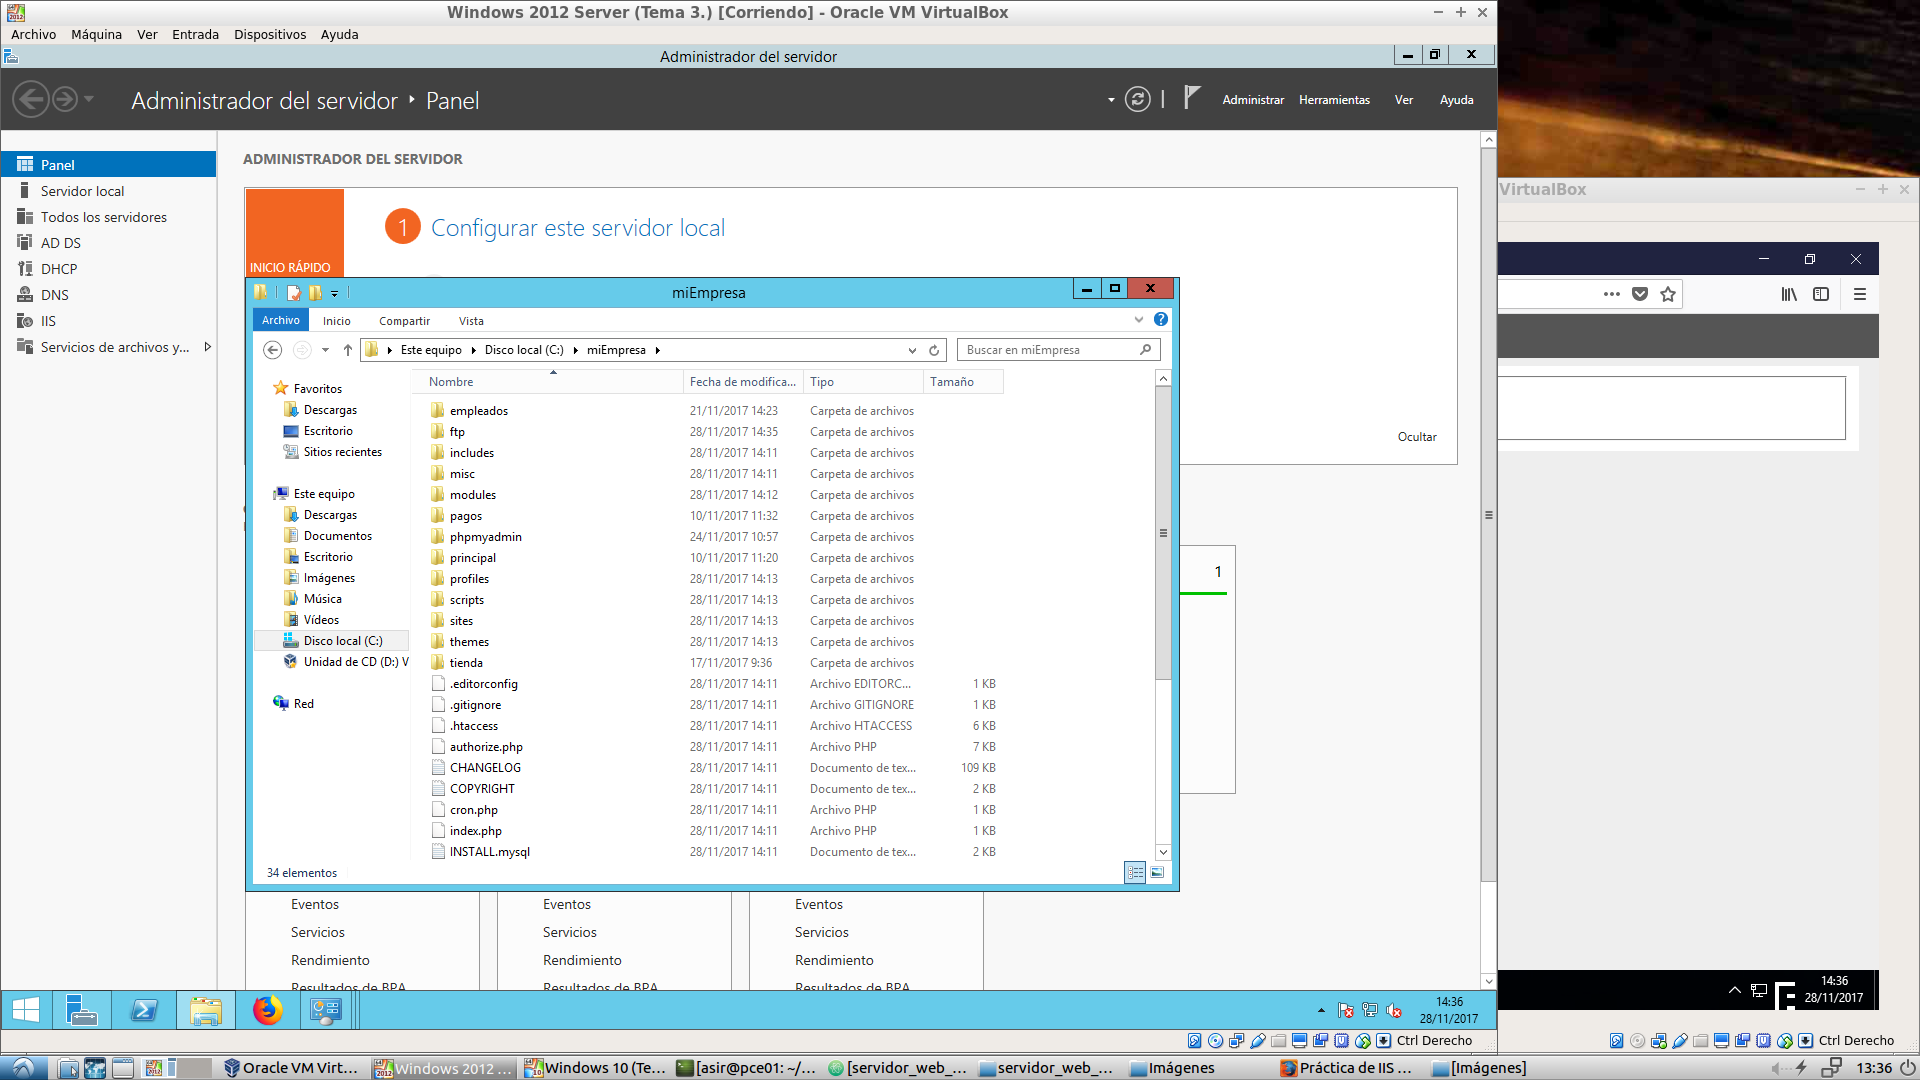 Windows 2012 Server (Tema 3.) [Corriendo] - Oracle VM VirtualBox
Archivo Máquina Ver Entrada Dispositivos Ayuda
Administrador del servidor
Administrador del servidor Panel
Administrar Herramientas Ver Ayuda
Panel
Servidor local
Todos los servidores
AD DS
DHCP
DNS
IIS
Servicios de archivos y...
ADMINISTRADOR DEL SERVIDOR
INICIO RÁPIDO
1 Configurar este servidor local
Ocultar
1
miEmpresa
Archivo Inicio Compartir Vista
Este equipo Disco local (C:) miEmpresa
Buscar en miEmpresa
Favoritos
Descargas
Escritorio
Sitios recientes
Este equipo
Descargas
Documentos
Escritorio
Imágenes
Música
Vídeos
Disco local (C:)
Unidad de CD (D:) V
Red
Nombre Fecha de modifica... Tipo Tamaño
empleados 21/11/2017 14:23 Carpeta de archivos
ftp 28/11/2017 14:35 Carpeta de archivos
includes 28/11/2017 14:11 Carpeta de archivos
misc 28/11/2017 14:11 Carpeta de archivos
modules 28/11/2017 14:12 Carpeta de archivos
pagos 10/11/2017 11:32 Carpeta de archivos
phpmyadmin 24/11/2017 10:57 Carpeta de archivos
principal 10/11/2017 11:20 Carpeta de archivos
profiles 28/11/2017 14:13 Carpeta de archivos
scripts 28/11/2017 14:13 Carpeta de archivos
sites 28/11/2017 14:13 Carpeta de archivos
themes 28/11/2017 14:13 Carpeta de archivos
tienda 17/11/2017 9:36 Carpeta de archivos
.editorconfig 28/11/2017 14:11 Archivo EDITORC... 1 KB
.gitignore 28/11/2017 14:11 Archivo GITIGNORE 1 KB
.htaccess 28/11/2017 14:11 Archivo HTACCESS 6 KB
authorize.php 28/11/2017 14:11 Archivo PHP 7 KB
CHANGELOG 28/11/2017 14:11 Documento de tex... 109 KB
COPYRIGHT 28/11/2017 14:11 Documento de tex... 2 KB
cron.php 28/11/2017 14:11 Archivo PHP 1 KB
index.php 28/11/2017 14:11 Archivo PHP 1 KB
INSTALL.mysql 28/11/2017 14:11 Documento de tex... 2 KB
34 elementos
Eventos Eventos Eventos
Servicios Servicios Servicios
Rendimiento Rendimiento Rendimiento
Resultados de BPA Resultados de BPA Resultados de BPA
14:36
28/11/2017
Ctrl Derecho
VirtualBox
14:36
28/11/2017
Ctrl Derecho
Oracle VM Virt... Windows 2012 ... Windows 10 (Te... [asir@pce01: ~/... [servidor_web_... servidor_web_... Imágenes Práctica de IIS ... [Imágenes] 13:36